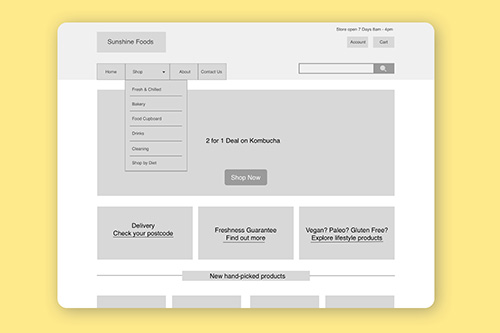 Store open 7 Days 8am - 4pm
Sunshine Foods
Account
Cart
Home
Shop
About
Contact Us
Fresh & Chilled
Bakery
Food Cupboard
Drinks
Cleaning
Shop by Diet
2 for 1 Deal on Kombucha
Shop Now
Delivery
Check your postcode
Freshness Guarantee
Find out more
Vegan? Paleo? Gluten Free?
Explore lifestyle products
New hand-picked products